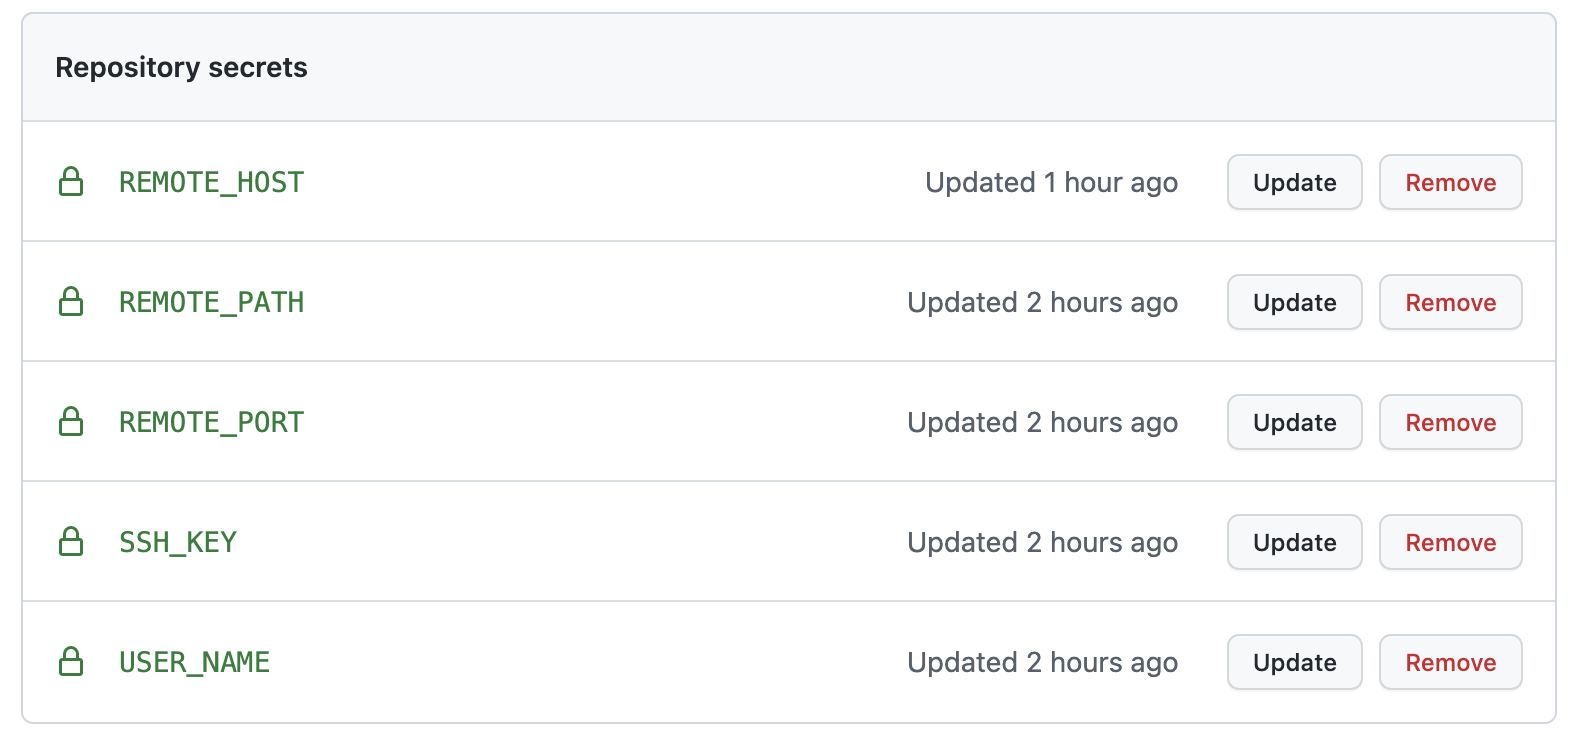 Repository secrets
REMOTE_HOST Updated 1 hour ago Update Remove
REMOTE_PATH Updated 2 hours ago Update Remove
REMOTE_PORT Updated 2 hours ago Update Remove
SSH_KEY Updated 2 hours ago Update Remove
USER_NAME Updated 2 hours ago Update Remove